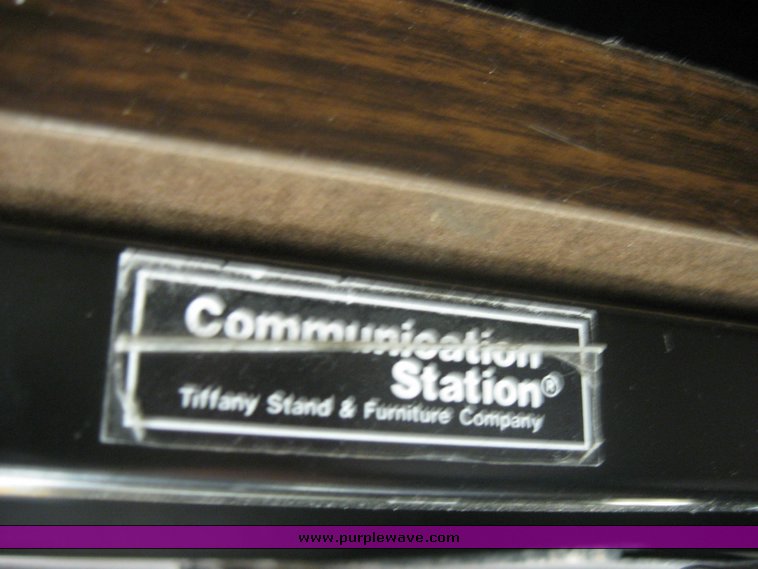 Communication
Station®
Tiffany Stand & Furniture Company
www.purplewave.com